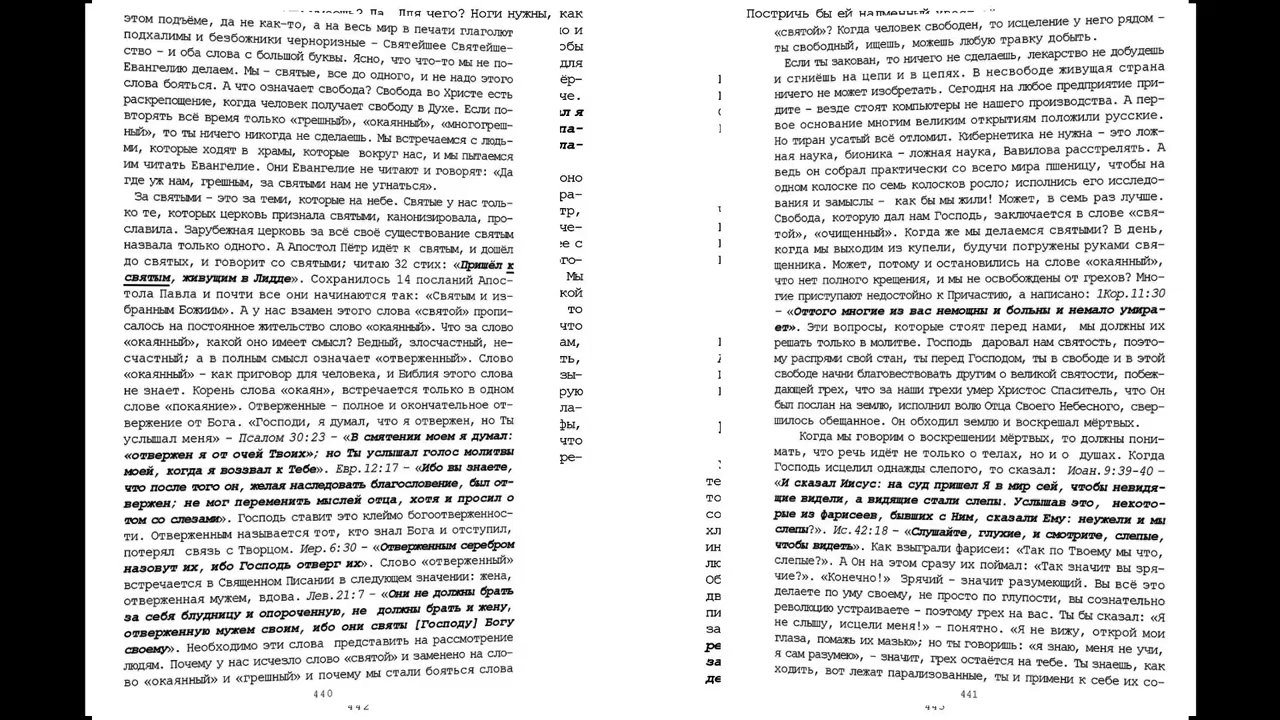 этом подъёме, да не как-то, а на весь мир в печати глаголют
подхалимы и безбожники черноризные – Святейшее Святейше-
ство – и оба слова с большой буквы. Ясно, что что-то мы не по-
Евангелию делаем. Мы – святые, все до одного, и не надо этого
слова бояться. А что означает свобода? Свобода во Христе есть
раскрепощение, когда человек получает свободу в Духе. Если по-
вторять всё время только «грешный», «окаянный», «многогреш-
ный», то ты ничего никогда не сделаешь. Мы встречаемся с людь-
ми, которые ходят в храмы, которые вокруг нас, и мы пытаемся
им читать Евангелие. Они Евангелие не читают и говорят: «Да
где уж нам, грешным, за святыми нам не угнаться».
За святыми – это за теми, которые на небе. Святые у нас толь-
ко те, которых церковь признала святыми, канонизировала, про-
славила. Зарубежная церковь за всё своё существование святым
назвала только одного. А Апостол Пётр идёт к святым, и дошёл
до святых, и говорит со святыми; читаю 32 стих: «Пришёл к
святым, живущим в Лидде». Сохранилось 14 посланий Апос-
тола Павла и почти все они начинаются так: «Святым и из-
бранным Божиим». А у нас взамен этого слова «святой» пропи-
салось на постоянное жительство слово «окаянный». Что за слово
«окаянный», какой оно имеет смысл? Бедный, злосчастный, не-
счастный; а в полным смысл означает «отверженный». Слово
«окаянный» – как приговор для человека, и Библия этого слова
не знает. Корень слова «окаян», встречается только в одном
слове «покаяние». Отверженные – полное и окончательное от-
вержение от Бога. «Господи, я думал, что я отвержен, но Ты
услышал меня» – Псалом 30:23 – «В смятении моем я думал:
«отвержен я от очей Твоих»; но Ты услышал голос молитвы
моей, когда я воззвал к Тебе». Евр.12:17 – «Ибо вы знаете,
что после того он, желая наследовать благословение, был от-
вержен; не мог переменить мыслей отца, хотя и просил о
том со слезами». Господь ставит это клеймо богоотверженнос-
ти. Отверженным называется тот, кто знал Бога и отступил,
потерял связь с Творцом. Иер.6:30 – «Отверженным серебром
назовут их, ибо Господь отверг их». Слово «отверженный»
встречается в Священном Писании в следующем значении: жена,
отверженная мужем, вдова. Лев.21:7 – «Они не должны брать
за себя блудницу и опороченную, не должны брать и жену,
отверженную мужем своим, ибо они святы [Господу] Богу
своему». Необходимо эти слова представить на рассмотрение
людям. Почему у нас исчезло слово «святой» и заменено на сло-
во «окаянный» и «грешный» и почему мы стали бояться слова
440
«святой»? Когда человек свободен, то исцеление у него рядом –
ты свободный, ищешь, можешь любую травку добыть.
Если ты закован, то ничего не сделаешь, лекарство не добудешь
и сгниёшь на цепи и в цепях. В несвободе живущая страна
ничего не может изобретать. Сегодня на любое предприятие при-
дите – везде стоят компьютеры не нашего производства. А пер-
вое основание многим великим открытиям положили русские.
Но тиран усатый всё отломил. Кибернетика не нужна – это лож-
ная наука, бионика – ложная наука, Вавилова расстрелять. А
ведь он собрал практически со всего мира пшеницу, чтобы на
одном колоске по семь колосков росло; исполнись его исследо-
вания и замыслы – как бы мы жили! Может, в семь раз лучше.
Свобода, которую дал нам Господь, заключается в слове «свя-
той», «очищенный». Когда же мы делаемся святыми? В день,
когда мы выходим из купели, будучи погружены руками свя-
щенника. Может, потому и остановились на слове «окаянный»,
что нет полного крещения, и мы не освобождены от грехов? Мно-
гие приступают недостойно к Причастию, а написано: 1Кор.11:30
– «Оттого многие из вас немощны и больны и немало умира-
ет». Эти вопросы, которые стоят перед нами, мы должны их
решать только в молитве. Господь даровал нам святость, поэто-
му распрями свой стан, ты перед Господом, ты в свободе и в этой
свободе начни благовествовать другим о великой святости, побеж-
дающей грех, что за наши грехи умер Христос Спаситель, что Он
был послан на землю, исполнил волю Отца Своего Небесного, свер-
шилось обещанное. Он обходил землю и воскрешал мёртвых.
Когда мы говорим о воскрешении мёртвых, то должны пони-
мать, что речь идёт не только о телах, но и о душах. Когда
Господь исцелил однажды слепого, то сказал: Иоан.9:39-40 –
«И сказал Иисус: на суд пришел Я в мир сей, чтобы невидя-
щие видели, а видящие стали слепы. Услышав это, некото-
рые из фарисеев, бывших с Ним, сказали Ему: неужели и мы
слепы?». Ис.42:18 – «Слушайте, глухие, и смотрите, слепые,
чтобы видеть». Как взыграли фарисеи: «Так по Твоему мы что,
слепые?». А Он на этом сразу их поймал: «Так значит вы зря-
чие?». «Конечно!» Зрячий – значит разумеющий. Вы всё это
делаете по уму своему, не просто по глупости, вы сознательно
революцию устраиваете – поэтому грех на вас. Ты бы сказал: «Я
не слышу, исцели меня!» – понятно. «Я не вижу, открой мои
глаза, помажь их мазью»; но ты говоришь: «я знаю, меня не учи,
я сам разумею», – значит, грех остаётся на тебе. Ты знаешь, как
ходить, вот лежат парализованные, ты и примени к себе их со-
441